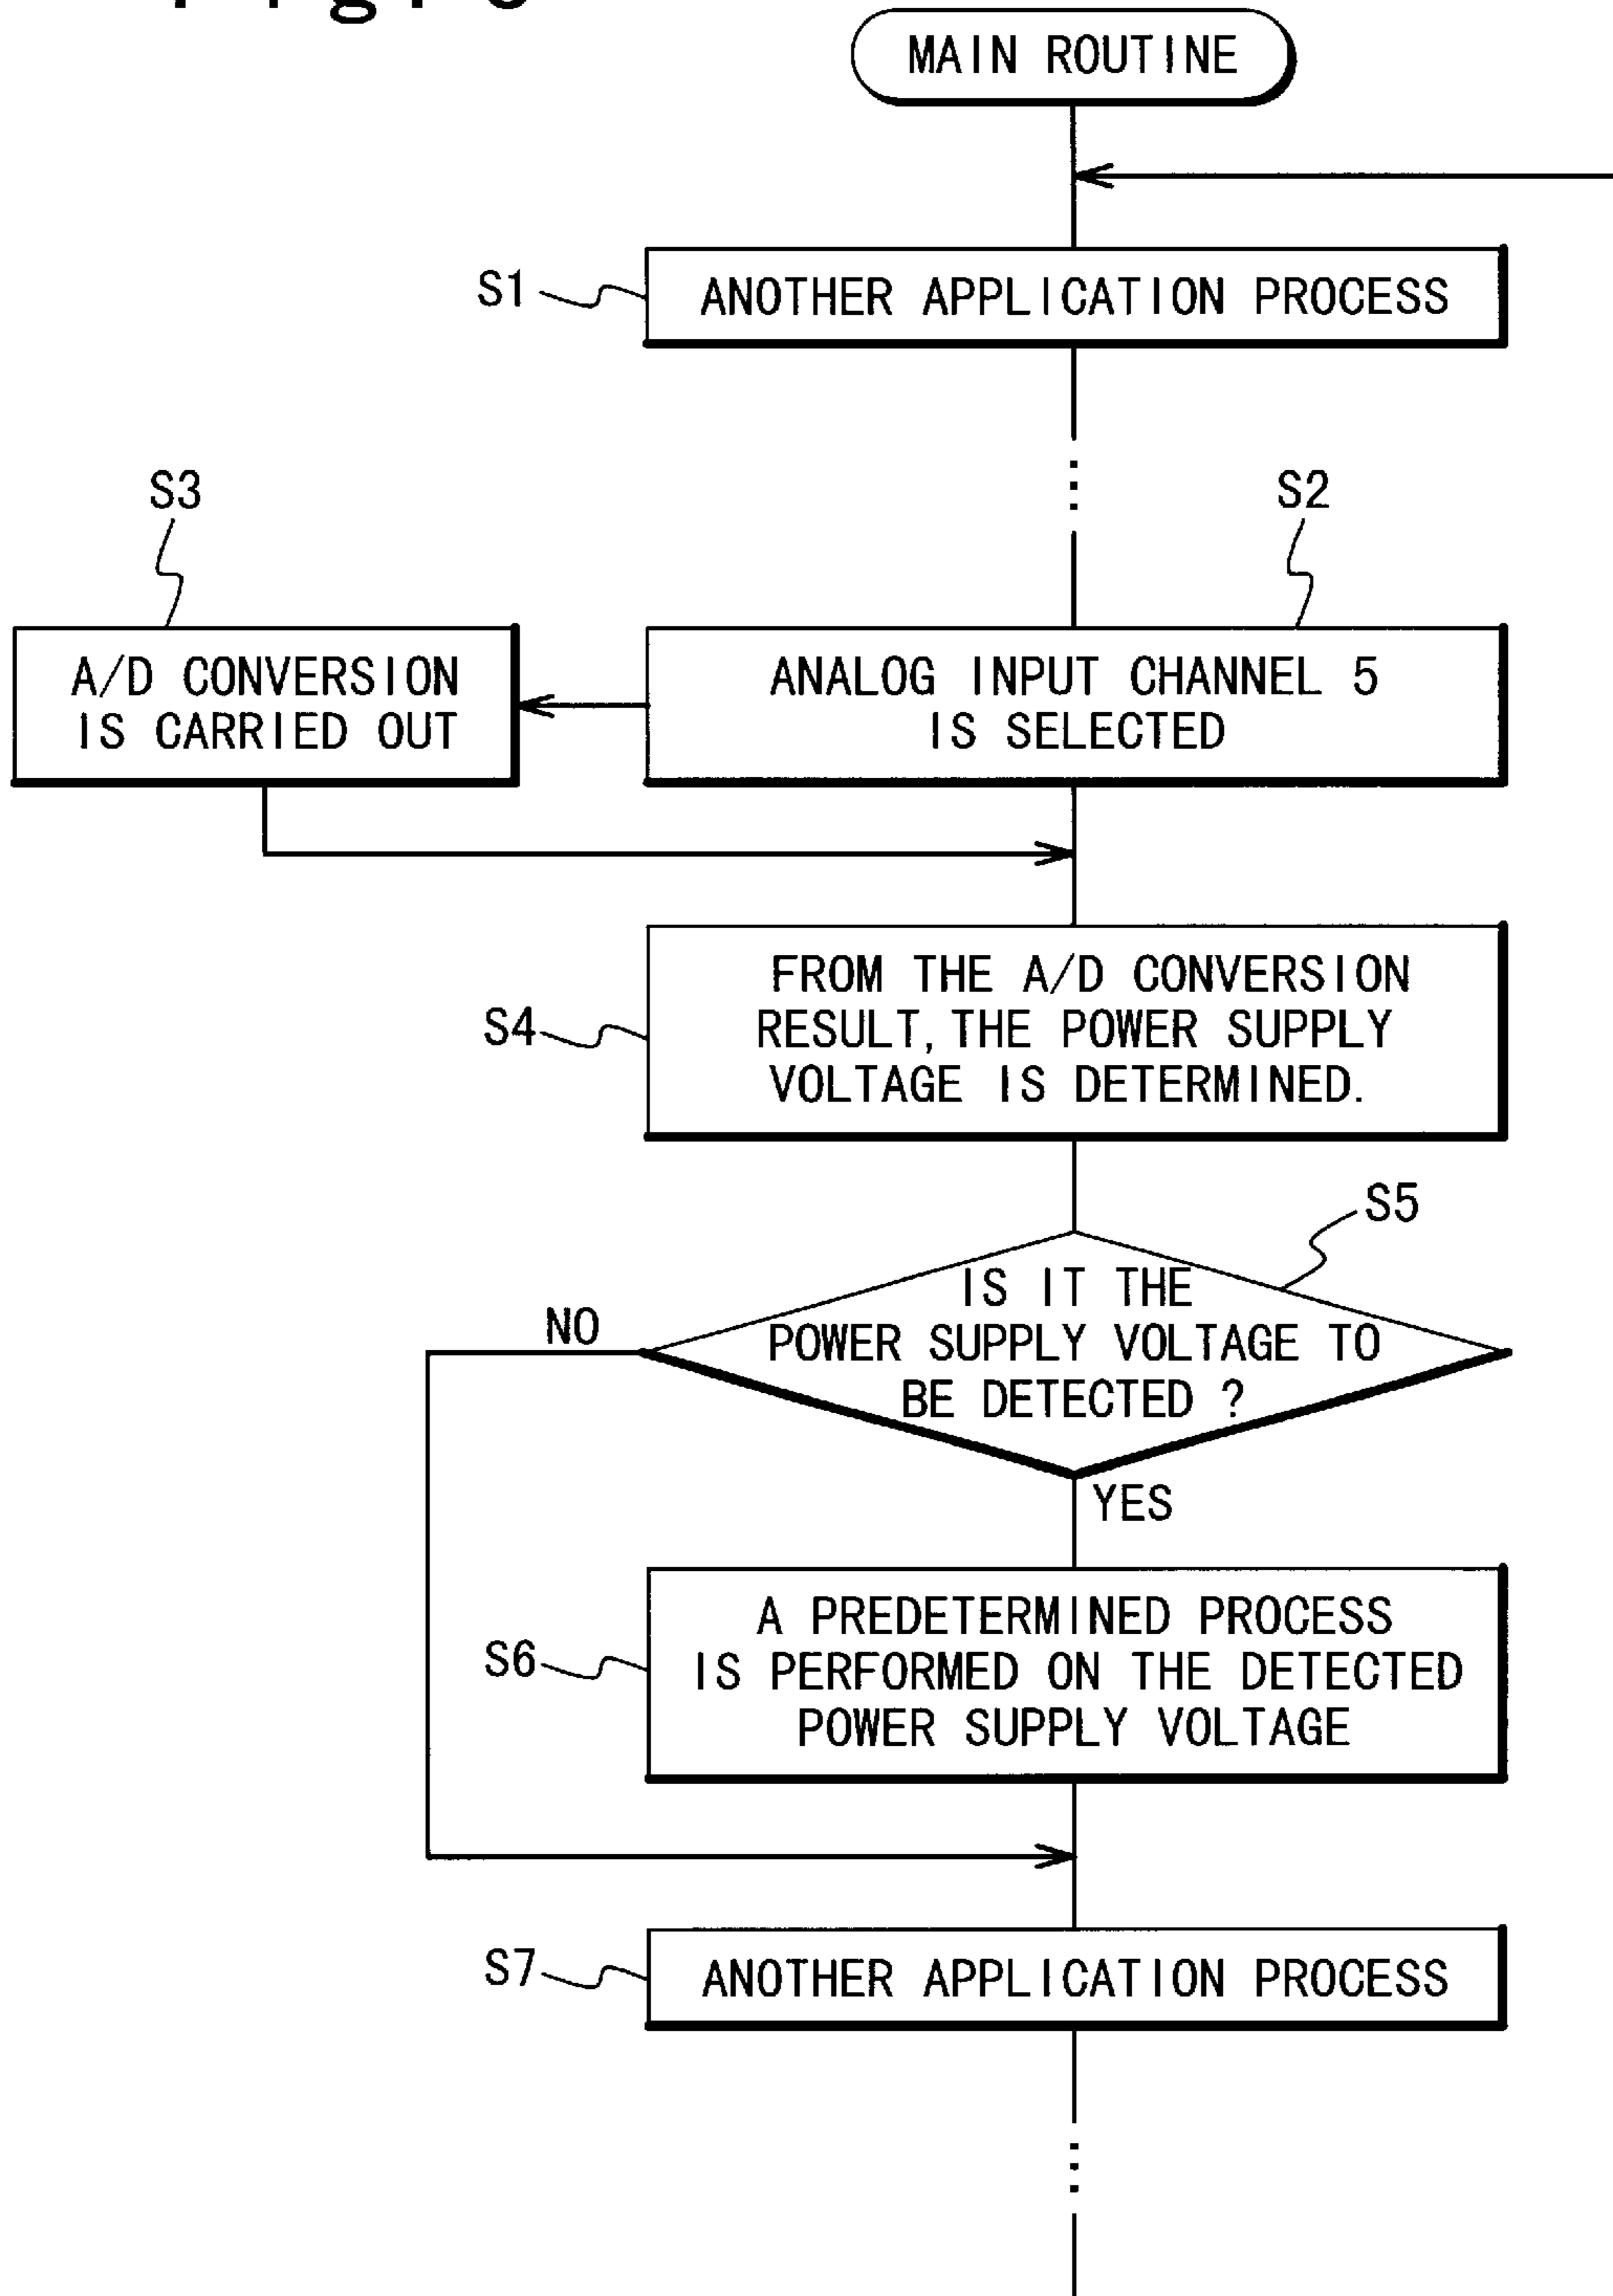 MAIN ROUTINE
S1
ANOTHER APPLICATION PROCESS
S3
S2
A/D CONVERSION
IS CARRIED OUT
ANALOG INPUT CHANNEL 5
IS SELECTED
S4
FROM THE A/D CONVERSION
RESULT, THE POWER SUPPLY
VOLTAGE IS DETERMINED.
S5
IS IT THE
POWER SUPPLY VOLTAGE TO
BE DETECTED ?
NO
YES
S6
A PREDETERMINED PROCESS
IS PERFORMED ON THE DETECTED
POWER SUPPLY VOLTAGE
S7
ANOTHER APPLICATION PROCESS